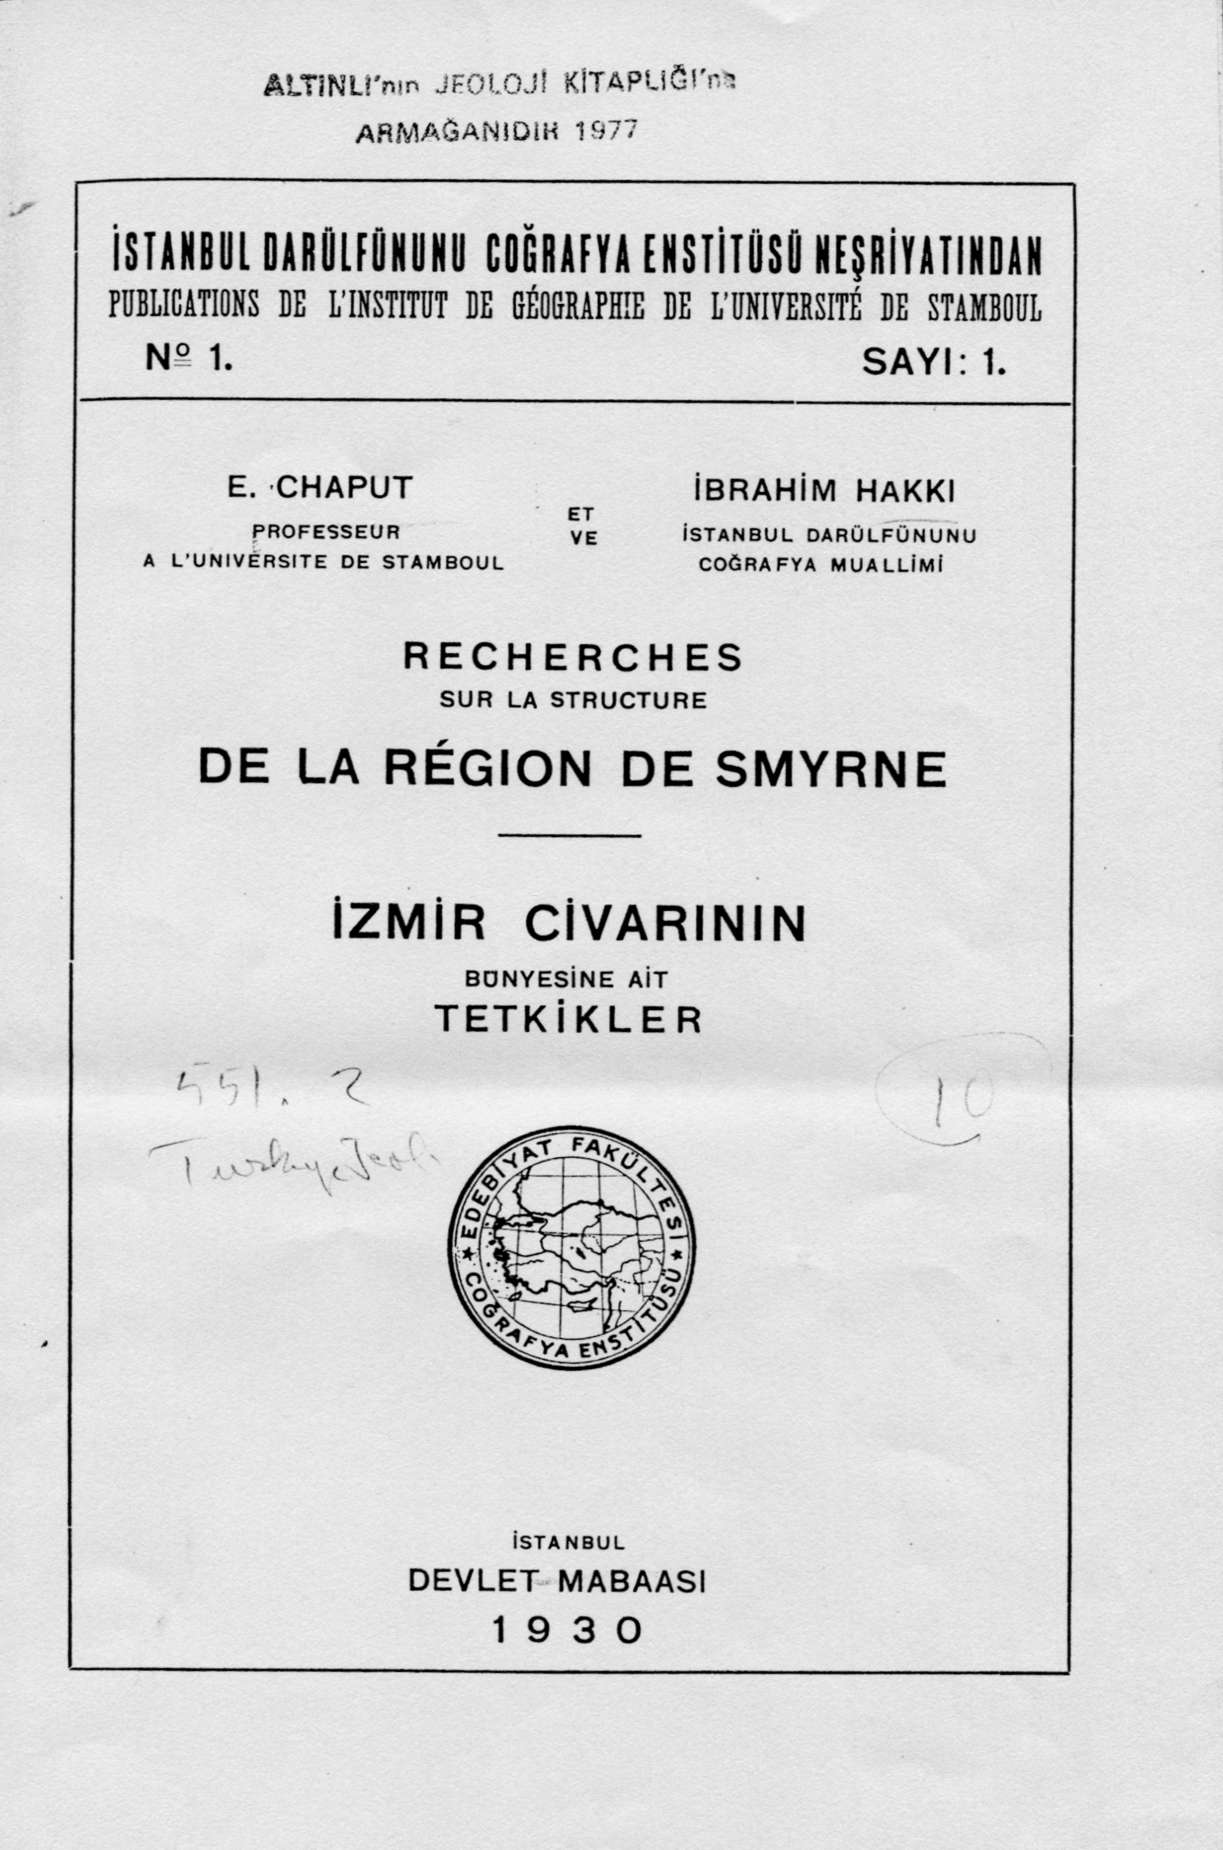 ALTINLI'nın JEOLOJİ KİTAPLIĞI'na
ARMAĞANIDIR 1977
İSTANBUL DARÜLFÜNUNU COĞRAFYA ENSTİTÜSÜ NEŞRİYATINDAN
PUBLICATIONS DE L'INSTITUT DE GÉOGRAPHIE DE L'UNIVERSITÉ DE STAMBOUL
Nº 1. SAYI: 1.
E. CHAPUT
PROFESSEUR
A L'UNIVERSITE DE STAMBOUL
ET
VE
İBRAHİM HAKKI
İSTANBUL DARÜLFÜNUNU
COĞRAFYA MUALLİMİ
RECHERCHES
SUR LA STRUCTURE
DE LA RÉGION DE SMYRNE
İZMİR CİVARININ
BÜNYESİNE AİT
TETKİKLER
551.2
10
EDEBİYAT FAKÜLTESİ
COĞRAFYA ENSTİTÜSÜ
İSTANBUL
DEVLET MABAASI
1930